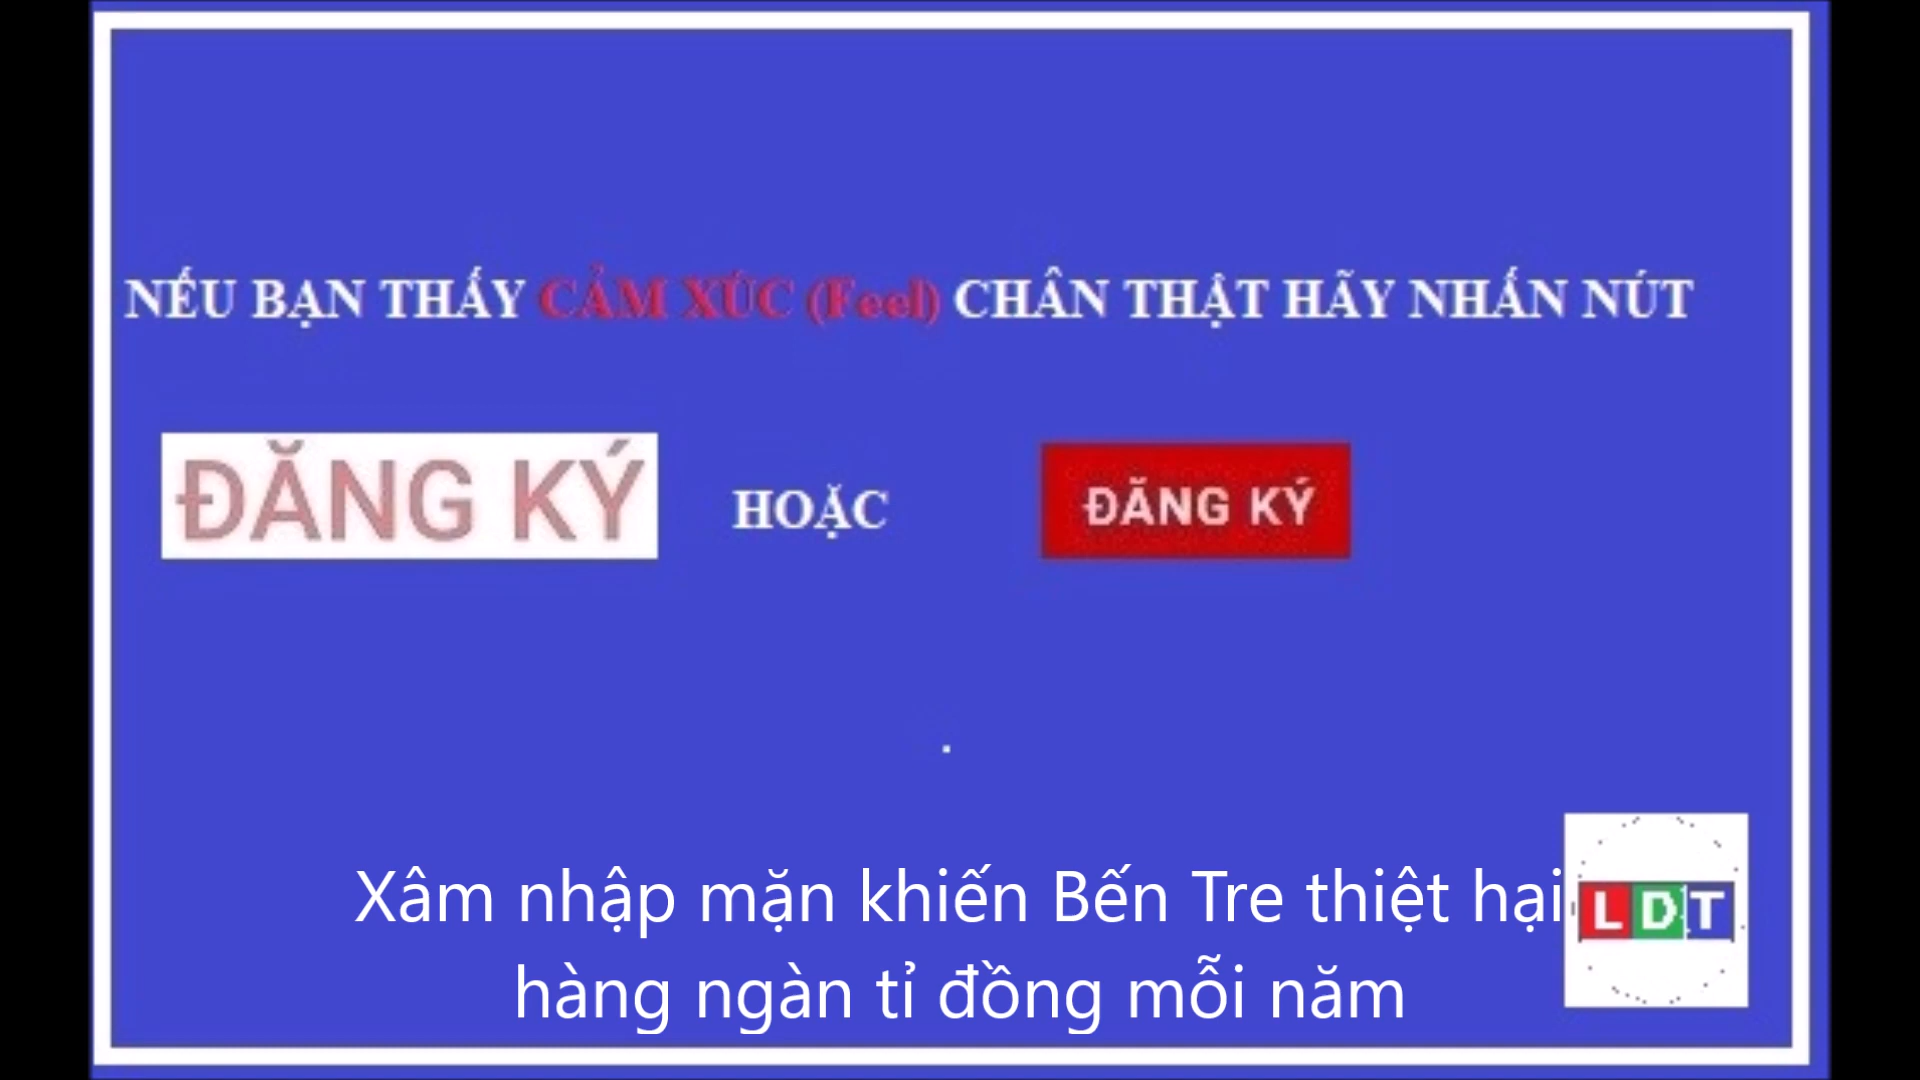 NẾU BẠN THẤY CẢM XÚC (Feel) CHÂN THẬT HÃY NHẤN NÚT
ĐĂNG KÝ HOẶC ĐĂNG KÝ
.
Xâm nhập mặn khiến Bến Tre thiệt hại
hàng ngàn tỉ đồng mỗi năm
LDT